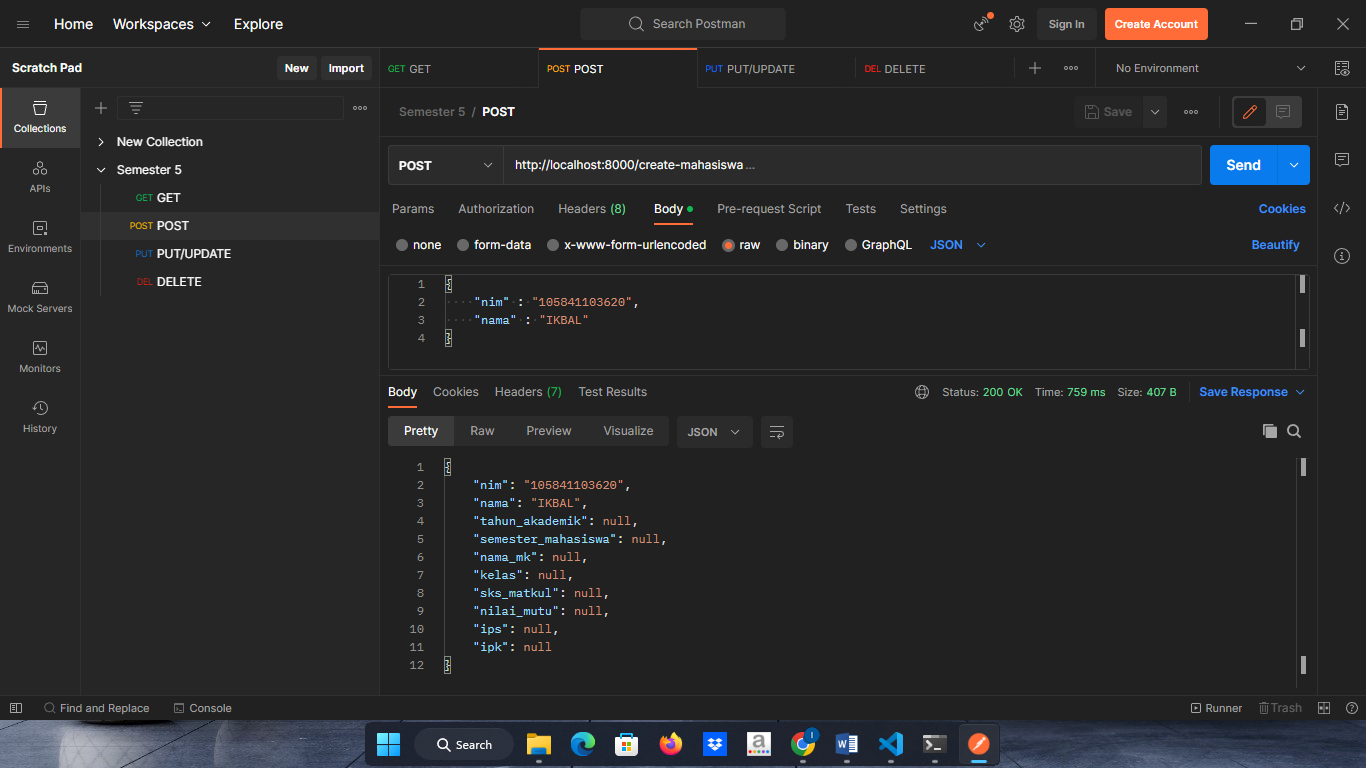 Home Workspaces Explore Search Postman Sign In Create Account
Scratch Pad New Import GET GET POST POST PUT PUT/UPDATE DEL DELETE No Environment
Collections
APIs
Environments
Mock Servers
Monitors
History
New Collection
Semester 5
GET GET
POST POST
PUT PUT/UPDATE
DEL DELETE
Semester 5 / POST Save
POST http://localhost:8000/create-mahasiswa ... Send
Params Authorization Headers (8) Body Pre-request Script Tests Settings Cookies
none form-data x-www-form-urlencoded raw binary GraphQL JSON Beautify
1 {
2 "nim" : "105841103620",
3 "nama" : "IKBAL"
4 }
Body Cookies Headers (7) Test Results Status: 200 OK Time: 759 ms Size: 407 B Save Response
Pretty Raw Preview Visualize JSON
1 {
2 "nim": "105841103620",
3 "nama": "IKBAL",
4 "tahun_akademik": null,
5 "semester_mahasiswa": null,
6 "nama_mk": null,
7 "kelas": null,
8 "sks_matkul": null,
9 "nilai_mutu": null,
10 "ips": null,
11 "ipk": null
12 }
Find and Replace Console Runner Trash
Search